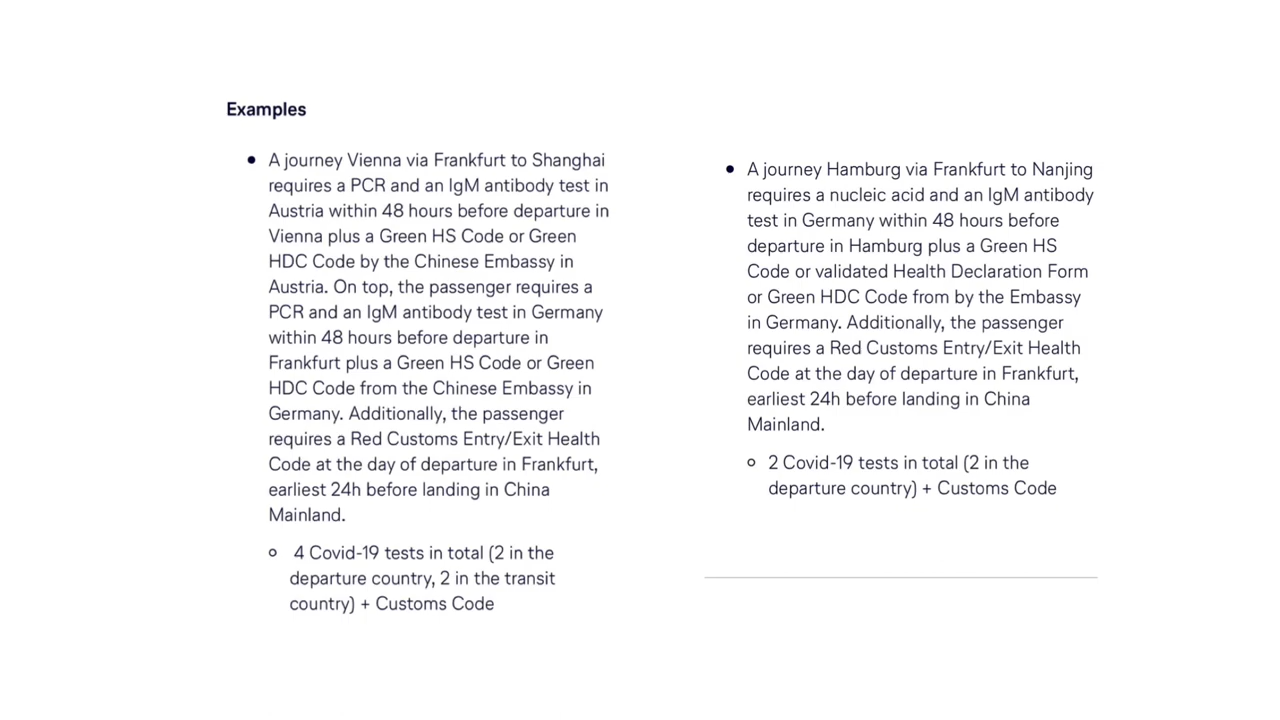 Examples
• A journey Vienna via Frankfurt to Shanghai
requires a PCR and an IgM antibody test in
Austria within 48 hours before departure in
Vienna plus a Green HS Code or Green
HDC Code by the Chinese Embassy in
Austria. On top, the passenger requires a
PCR and an IgM antibody test in Germany
within 48 hours before departure in
Frankfurt plus a Green HS Code or Green
HDC Code from the Chinese Embassy in
Germany. Additionally, the passenger
requires a Red Customs Entry/Exit Health
Code at the day of departure in Frankfurt,
earliest 24h before landing in China
Mainland.
○ 4 Covid-19 tests in total (2 in the
departure country, 2 in the transit
country) + Customs Code
• A journey Hamburg via Frankfurt to Nanjing
requires a nucleic acid and an IgM antibody
test in Germany within 48 hours before
departure in Hamburg plus a Green HS
Code or validated Health Declaration Form
or Green HDC Code from by the Embassy
in Germany. Additionally, the passenger
requires a Red Customs Entry/Exit Health
Code at the day of departure in Frankfurt,
earliest 24h before landing in China
Mainland.
○ 2 Covid-19 tests in total (2 in the
departure country) + Customs Code